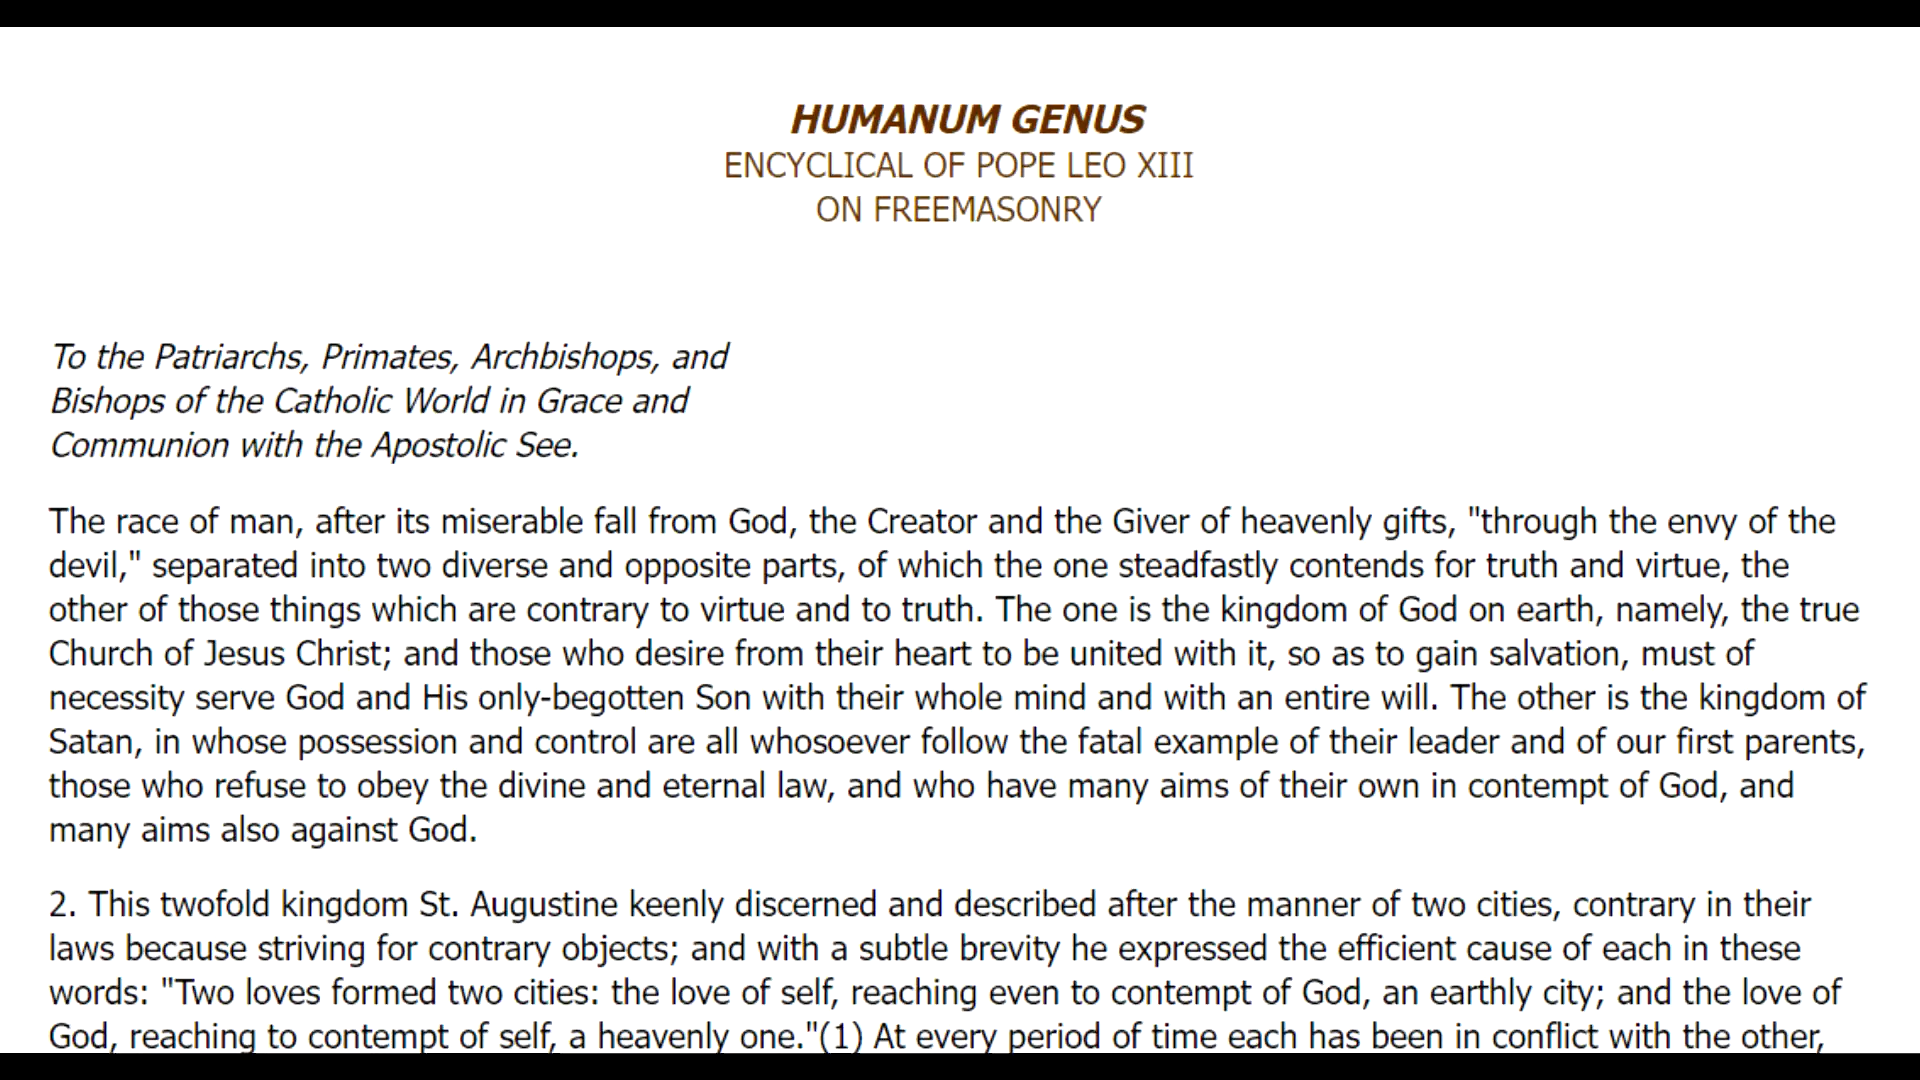 HUMANUM GENUS
ENCYCLICAL OF POPE LEO XIII
ON FREEMASONRY
To the Patriarchs, Primates, Archbishops, and
Bishops of the Catholic World in Grace and
Communion with the Apostolic See.
The race of man, after its miserable fall from God, the Creator and the Giver of heavenly gifts, "through the envy of the
devil," separated into two diverse and opposite parts, of which the one steadfastly contends for truth and virtue, the
other of those things which are contrary to virtue and to truth. The one is the kingdom of God on earth, namely, the true
Church of Jesus Christ; and those who desire from their heart to be united with it, so as to gain salvation, must of
necessity serve God and His only-begotten Son with their whole mind and with an entire will. The other is the kingdom of
Satan, in whose possession and control are all whosoever follow the fatal example of their leader and of our first parents,
those who refuse to obey the divine and eternal law, and who have many aims of their own in contempt of God, and
many aims also against God.
2. This twofold kingdom St. Augustine keenly discerned and described after the manner of two cities, contrary in their
laws because striving for contrary objects; and with a subtle brevity he expressed the efficient cause of each in these
words: "Two loves formed two cities: the love of self, reaching even to contempt of God, an earthly city; and the love of
God, reaching to contempt of self, a heavenly one."(1) At every period of time each has been in conflict with the other,